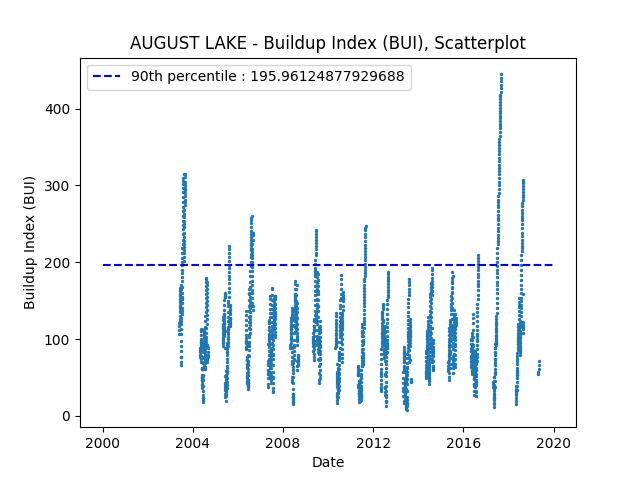 AUGUST LAKE - Buildup Index (BUI), Scatterplot
90th percentile : 195.96124877929688
Buildup Index (BUI)
400
300
200
100
0
2000 2004 2008 2012 2016 2020
Date